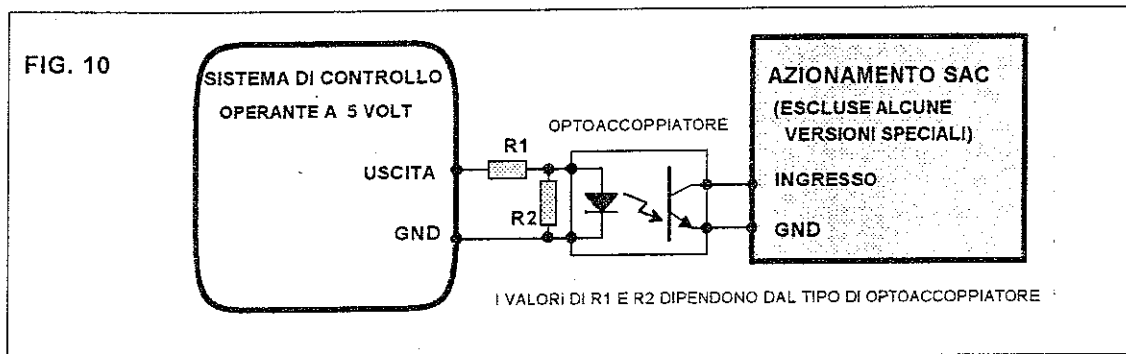 FIG. 10
SISTEMA DI CONTROLLO
OPERANTE A 5 VOLT
USCITA
GND
R1
R2
OPTOACCOPPIATORE
AZIONAMENTO SAC
(ESCLUSE ALCUNE
VERSIONI SPECIALI)
INGRESSO
GND
I VALORI DI R1 E R2 DIPENDONO DAL TIPO DI OPTOACCOPPIATORE